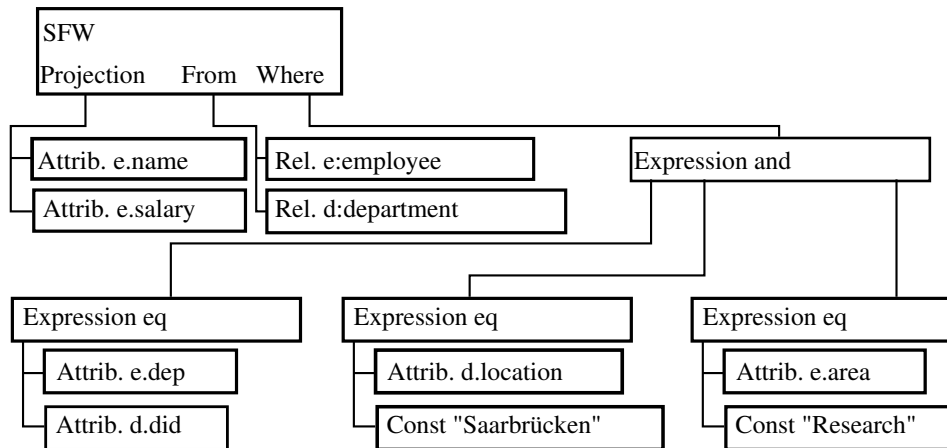 SFW
Projection From Where
Attrib. e.name Rel. e:employee Expression and
Attrib. e.salary Rel. d:department
Expression eq Expression eq Expression eq
Attrib. e.dep Attrib. d.location Attrib. e.area
Attrib. d.did Const "Saarbrücken" Const "Research"